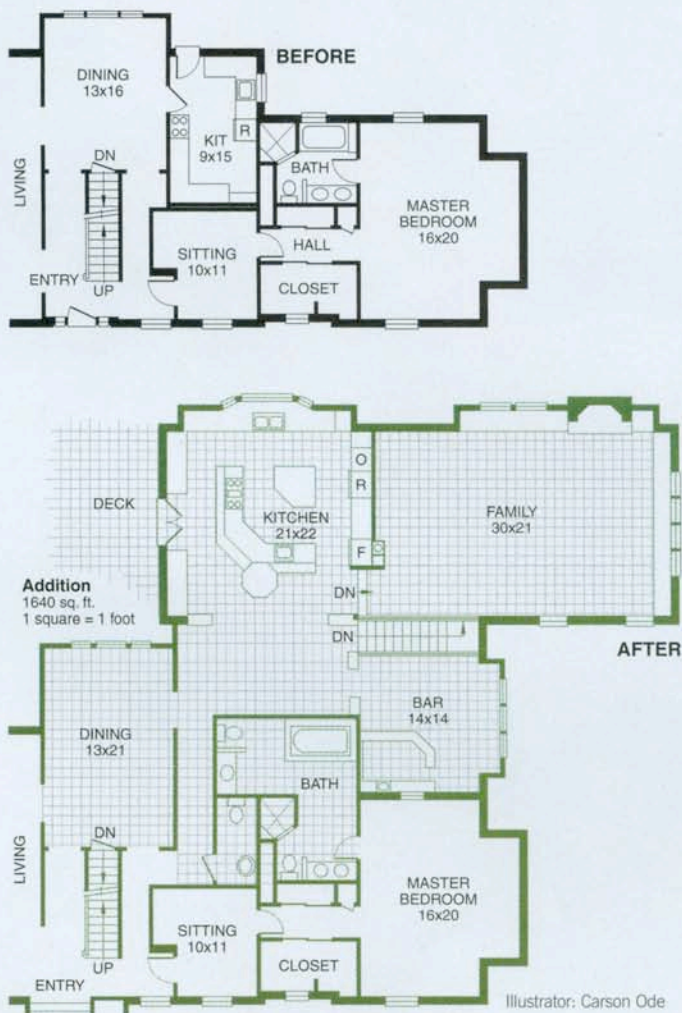 BEFORE
DINING
13x16
KIT
9x15
R
BATH
DN
LIVING
MASTER
BEDROOM
16x20
SITTING
10x11
HALL
ENTRY
UP
CLOSET
DECK
O
R
KITCHEN
21x22
F
FAMILY
30x21
Addition
1640 sq. ft.
1 square = 1 foot
DN
DN
AFTER
DINING
13x21
BAR
14x14
BATH
DN
LIVING
MASTER
BEDROOM
16x20
SITTING
10x11
UP
CLOSET
ENTRY
Illustrator: Carson Ode